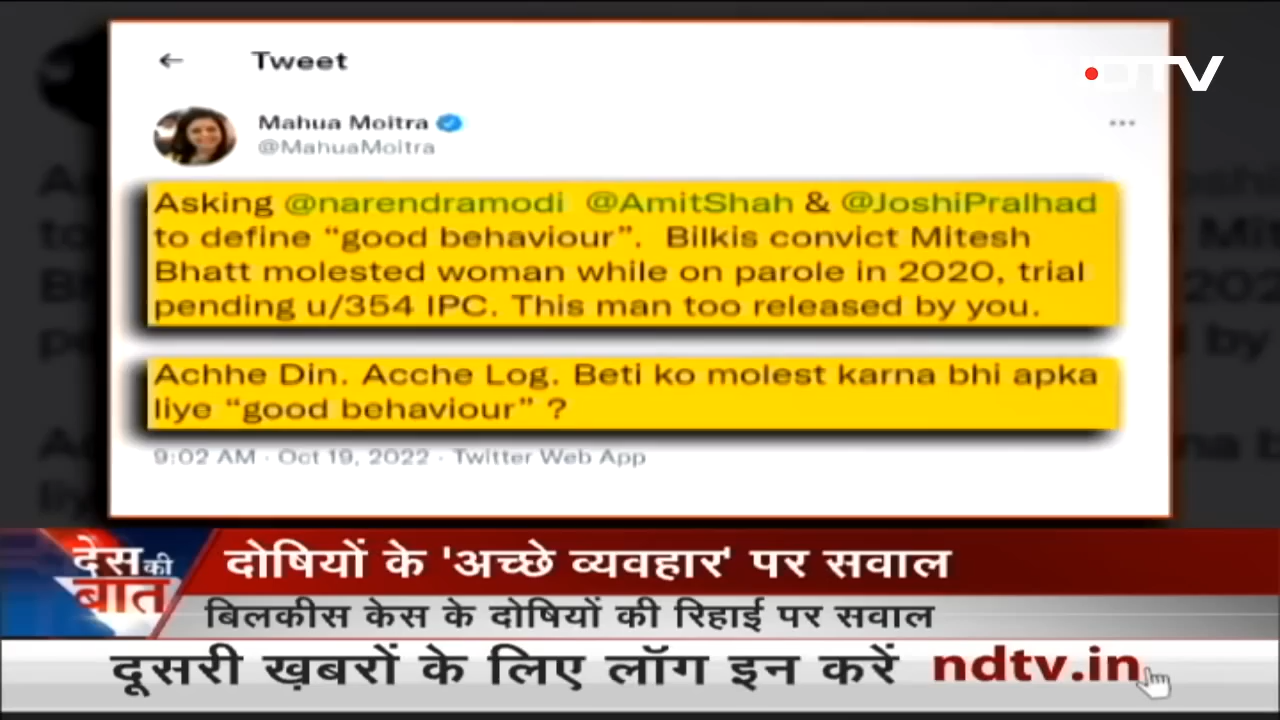 Tweet
NDTV
Mahua Moitra
@MahuaMoitra
Asking @narendramodi @AmitShah & @JoshiPralhad
to define “good behaviour”. Bilkis convict Mitesh
Bhatt molested woman while on parole in 2020, trial
pending u/354 IPC. This man too released by you.
Achhe Din. Acche Log. Beti ko molest karna bhi apka
liye “good behaviour” ?
9:02 AM · Oct 19, 2022 · Twitter Web App
देस की
बात
दोषियों के 'अच्छे व्यवहार' पर सवाल
बिलकीस केस के दोषियों की रिहाई पर सवाल
दूसरी ख़बरों के लिए लॉग इन करें ndtv.in